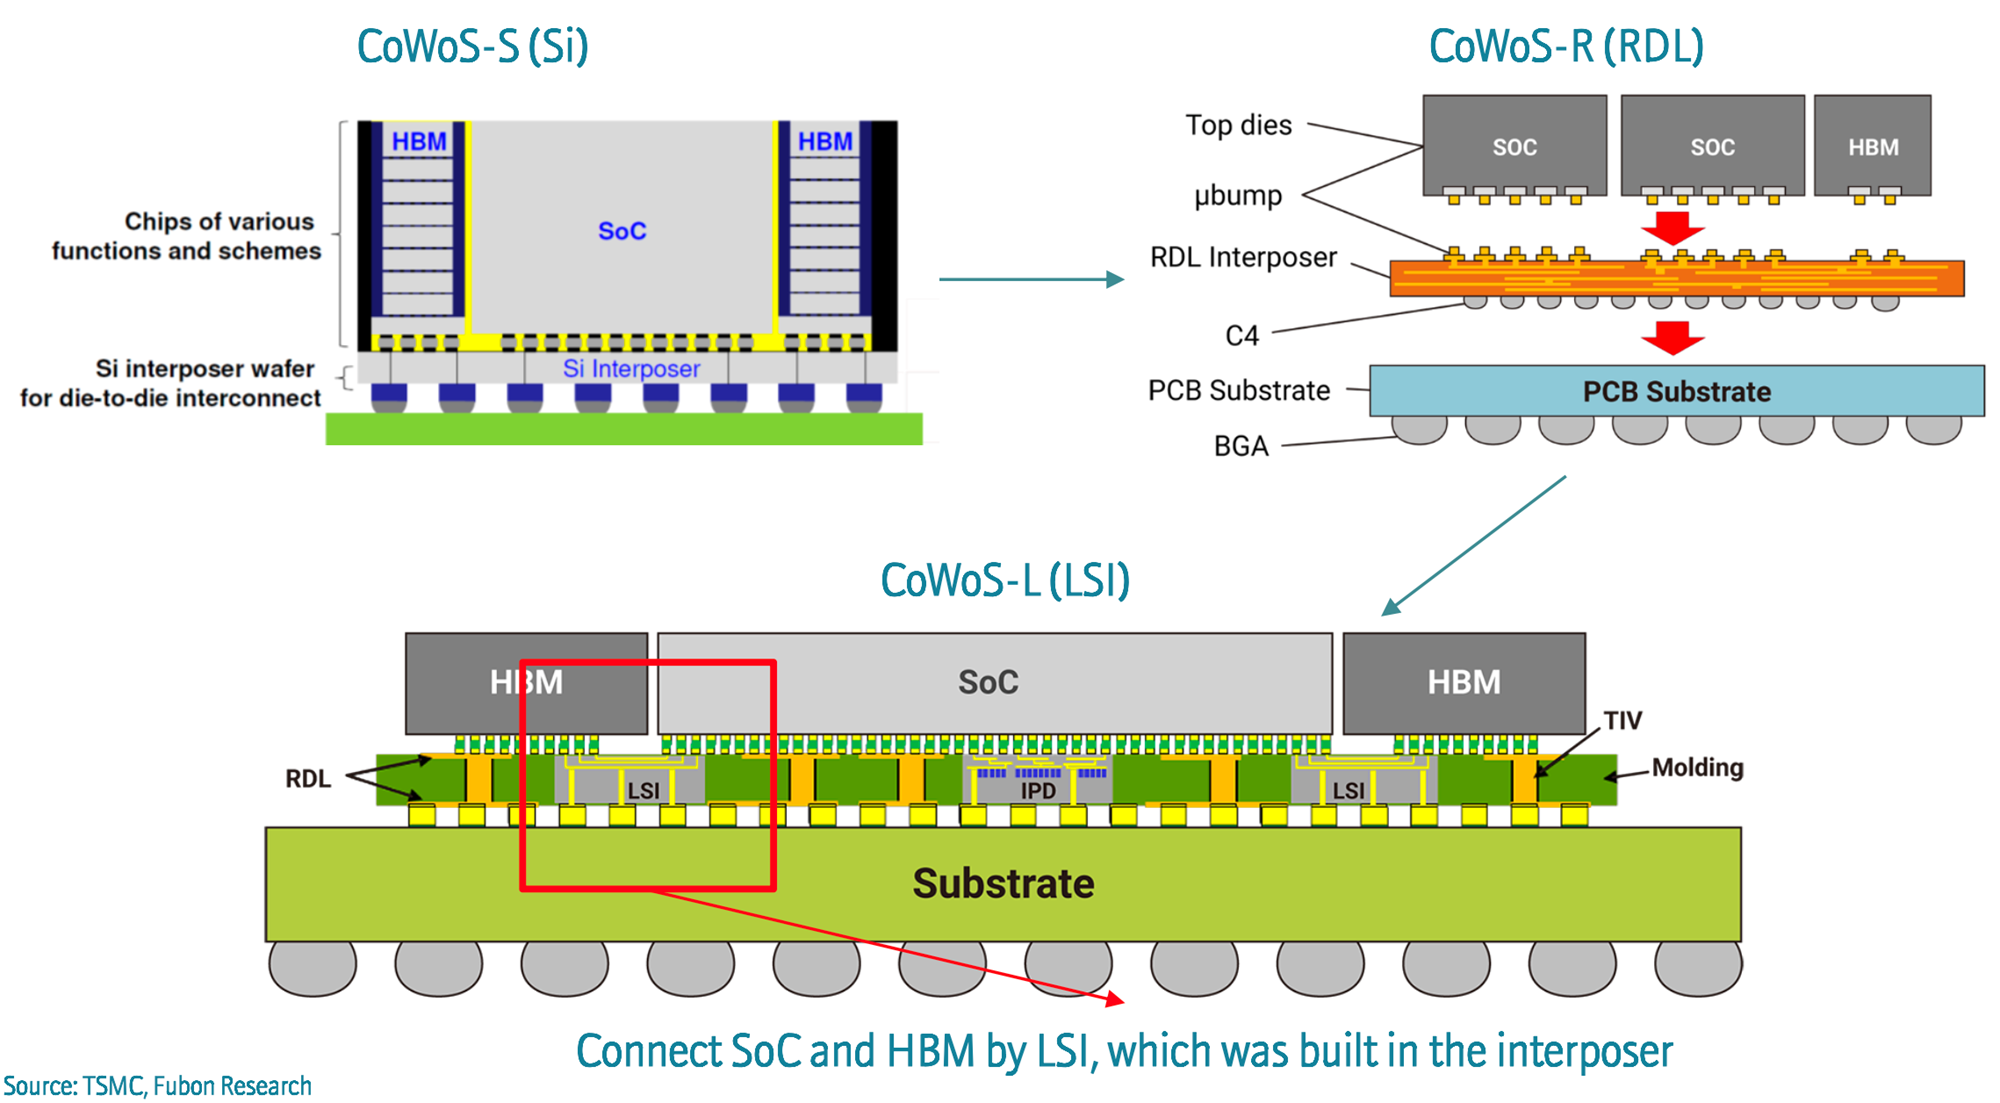 CoWoS-S (Si)
CoWoS-R (RDL)
HBM
HBM
SoC
Chips of various
functions and schemes
Si Interposer
Si interposer wafer
for die-to-die interconnect
Top dies
SOC
SOC
HBM
µbump
RDL Interposer
C4
PCB Substrate
PCB Substrate
BGA
CoWoS-L (LSI)
HBM
SoC
HBM
TIV
RDL
LSI
IPD
LSI
Molding
Substrate
Connect SoC and HBM by LSI, which was built in the interposer
Source: TSMC, Fubon Research